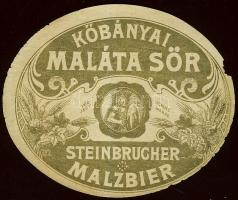 KŐBÁNYAI
MALÁTA SÖR
STEINBRUCHER
MALZBIER